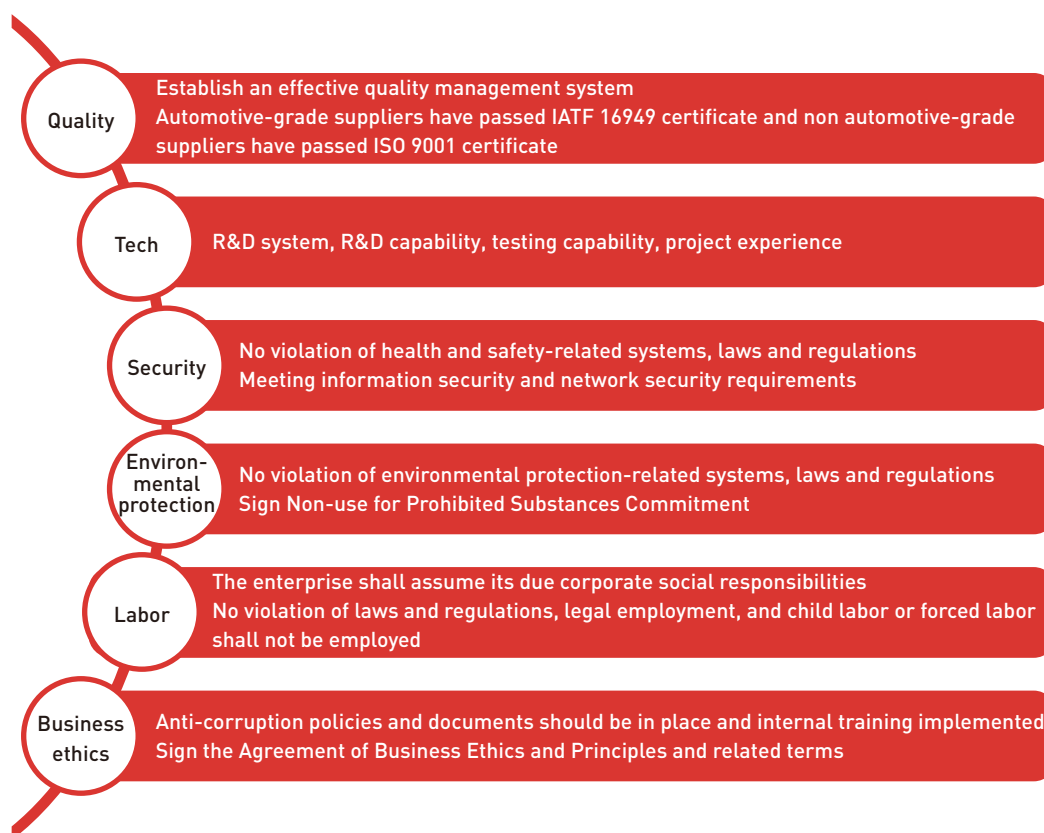 Quality
Establish an effective quality management system
Automotive-grade suppliers have passed IATF 16949 certificate and non automotive-grade
suppliers have passed ISO 9001 certificate
Tech
R&D system, R&D capability, testing capability, project experience
Security
No violation of health and safety-related systems, laws and regulations
Meeting information security and network security requirements
Environ-
mental
protection
No violation of environmental protection-related systems, laws and regulations
Sign Non-use for Prohibited Substances Commitment
Labor
The enterprise shall assume its due corporate social responsibilities
No violation of laws and regulations, legal employment, and child labor or forced labor
shall not be employed
Business
ethics
Anti-corruption policies and documents should be in place and internal training implemented
Sign the Agreement of Business Ethics and Principles and related terms